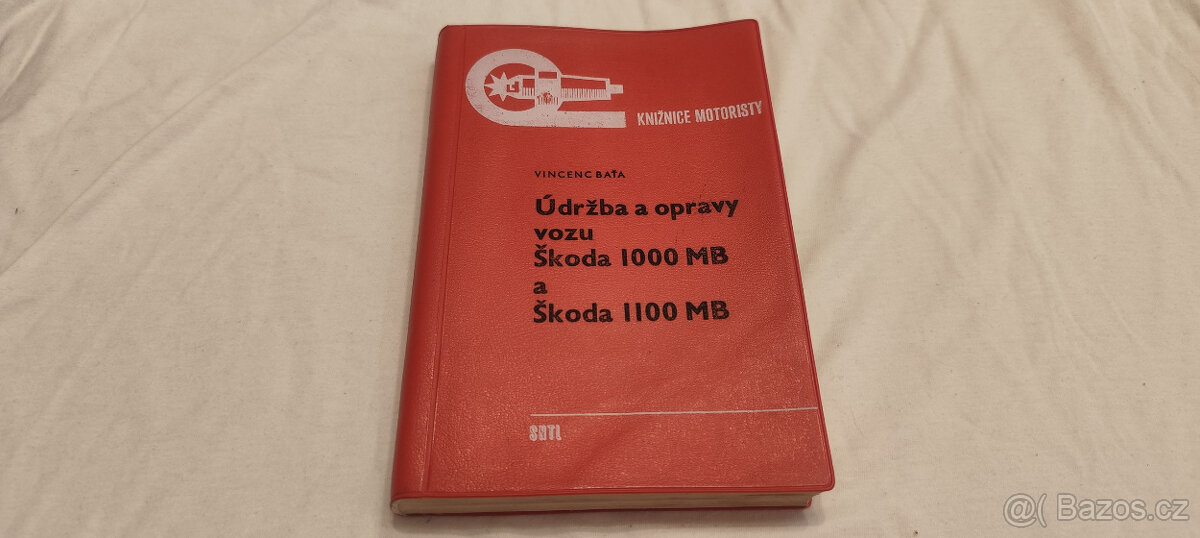 KNIŽNICE MOTORISTY
VINCENC BAŤA
Údržba a opravy
vozu
Škoda 1000 MB
a
Škoda 1100 MB
SNTL
@( Bazos.cz